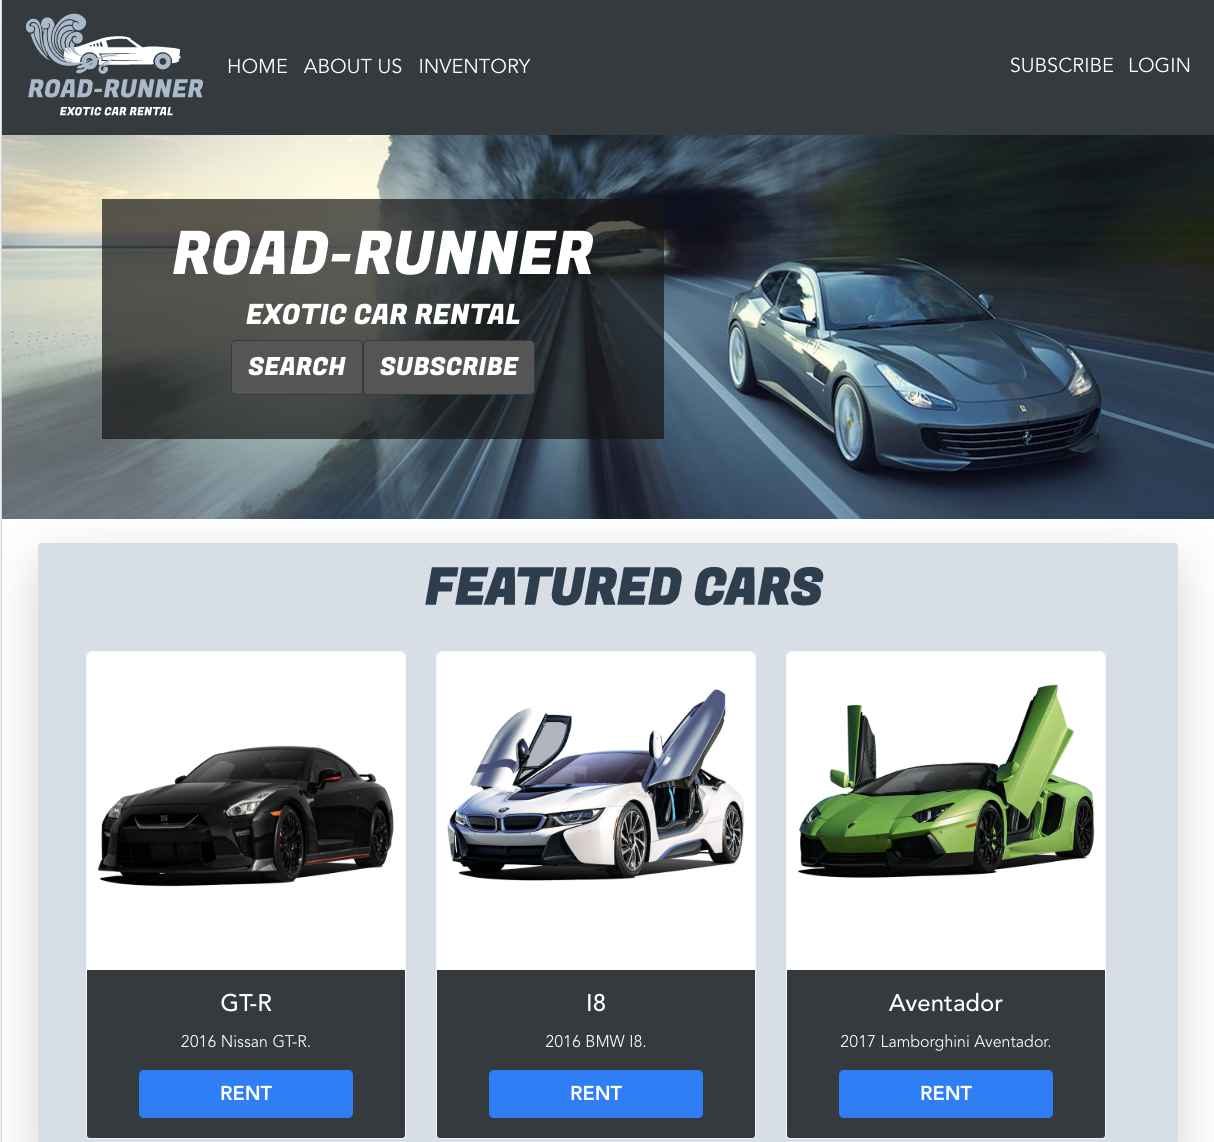 ROAD-RUNNER
EXOTIC CAR RENTAL
HOME ABOUT US INVENTORY
SUBSCRIBE LOGIN
ROAD-RUNNER
EXOTIC CAR RENTAL
SEARCH SUBSCRIBE
FEATURED CARS
GT-R
2016 Nissan GT-R.
RENT
I8
2016 BMW I8.
RENT
Aventador
2017 Lamborghini Aventador.
RENT